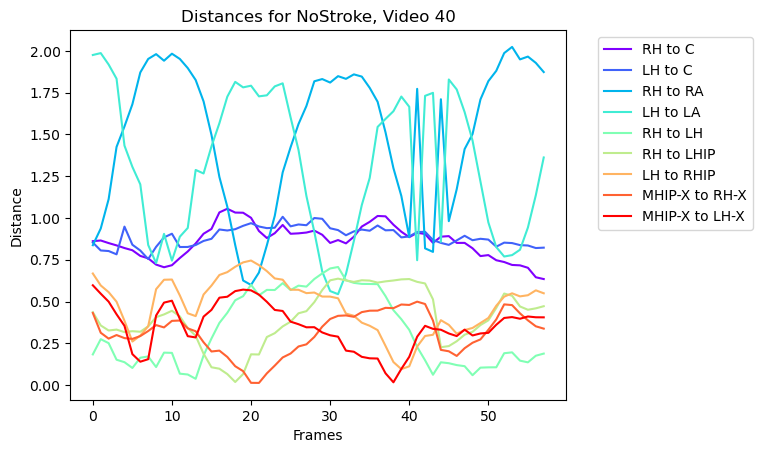 Distances for NoStroke, Video 40
Distance
2.00
1.75
1.50
1.25
1.00
0.75
0.50
0.25
0.00
0
10
20
30
40
50
Frames
RH to C
LH to C
RH to RA
LH to LA
RH to LH
RH to LHIP
LH to RHIP
MHIP-X to RH-X
MHIP-X to LH-X